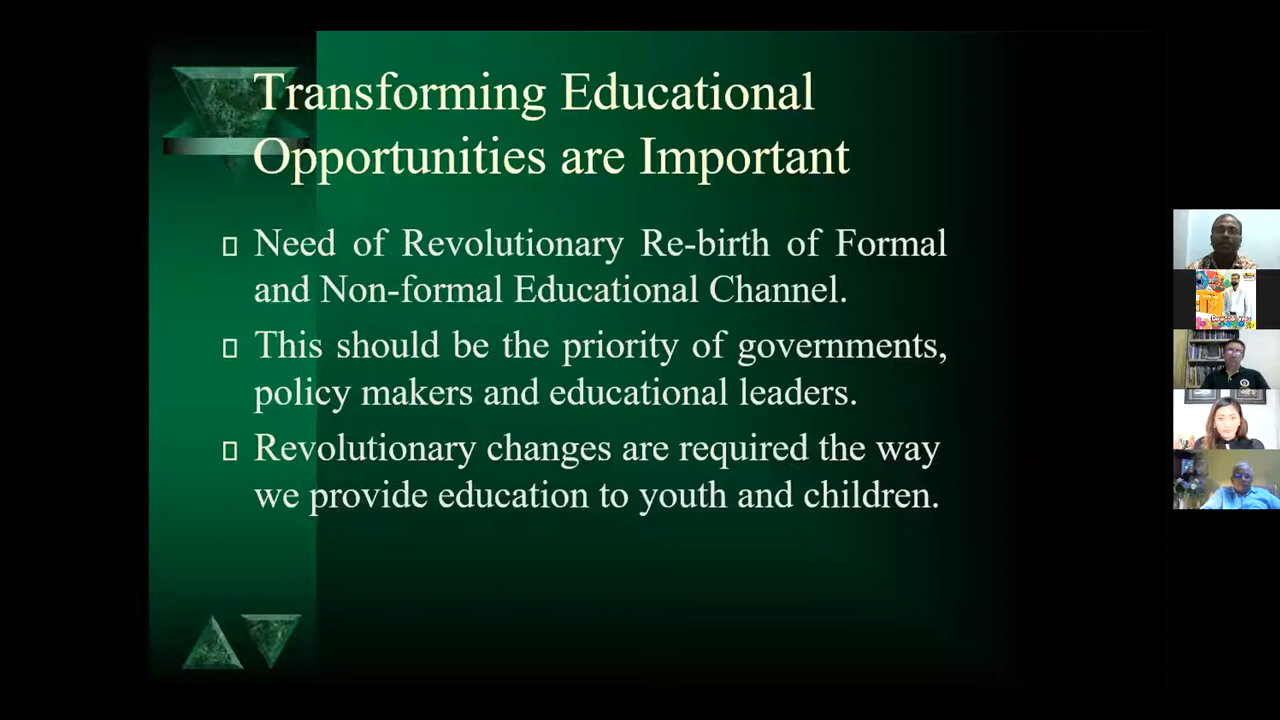 Transforming Educational
Opportunities are Important
Need of Revolutionary Re-birth of Formal
and Non-formal Educational Channel.
This should be the priority of governments,
policy makers and educational leaders.
Revolutionary changes are required the way
we provide education to youth and children.